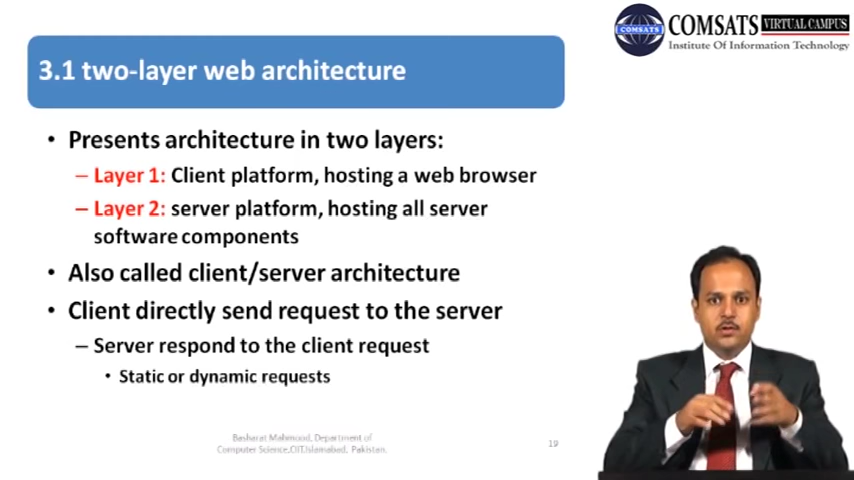 COMSATS VIRTUAL CAMPUS
COMSATS
Institute Of Information Technology
3.1 two-layer web architecture
• Presents architecture in two layers:
– Layer 1: Client platform, hosting a web browser
– Layer 2: server platform, hosting all server
software components
• Also called client/server architecture
• Client directly send request to the server
– Server respond to the client request
• Static or dynamic requests
Basharat Mahmood, Department of
Computer Science,CIIT,Islamabad, Pakistan.
19